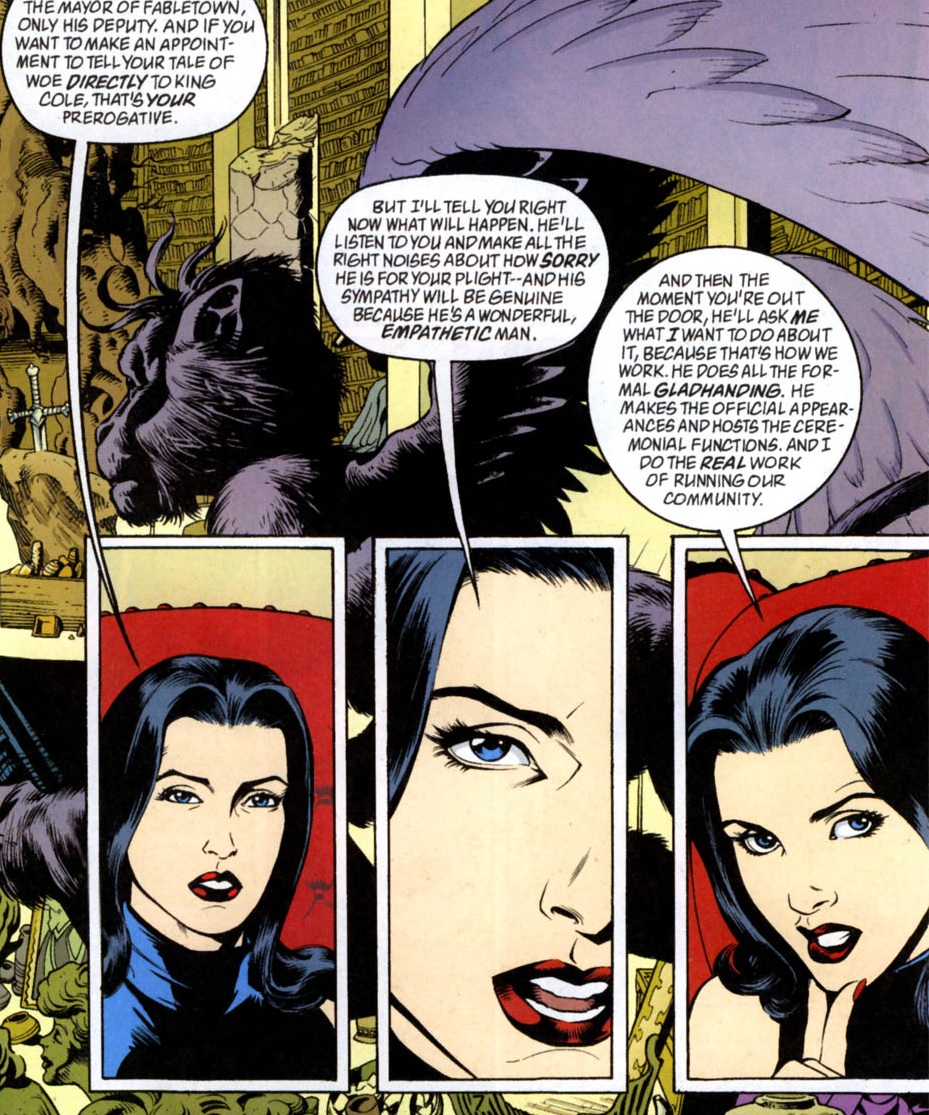 THE MAYOR OF FABLETOWN,
ONLY HIS DEPUTY. AND IF YOU
WANT TO MAKE AN APPOINT-
MENT TO TELL YOUR TALE OF
WOE DIRECTLY TO KING
COLE, THAT'S YOUR
PREROGATIVE.
BUT I'LL TELL YOU RIGHT
NOW WHAT WILL HAPPEN. HE'LL
LISTEN TO YOU AND MAKE ALL THE
RIGHT NOISES ABOUT HOW SORRY
HE IS FOR YOUR PLIGHT--AND HIS
SYMPATHY WILL BE GENUINE
BECAUSE HE'S A WONDERFUL,
EMPATHETIC MAN.
AND THEN THE
MOMENT YOU'RE OUT
THE DOOR, HE'LL ASK ME
WHAT I WANT TO DO ABOUT
IT, BECAUSE THAT'S HOW WE
WORK. HE DOES ALL THE FOR-
MAL GLADHANDING. HE
MAKES THE OFFICIAL APPEAR-
ANCES AND HOSTS THE CERE-
MONIAL FUNCTIONS. AND I
DO THE REAL WORK
OF RUNNING OUR
COMMUNITY.